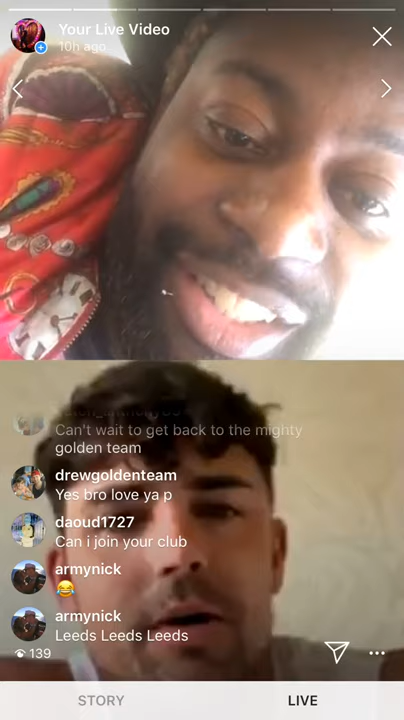 Your Live Video
10h ago
Can't wait to get back to the mighty
golden team
drewgoldenteam
Yes bro love ya p
daoud1727
Can i join your club
armynick
😂
armynick
Leeds Leeds Leeds
139
STORY
LIVE